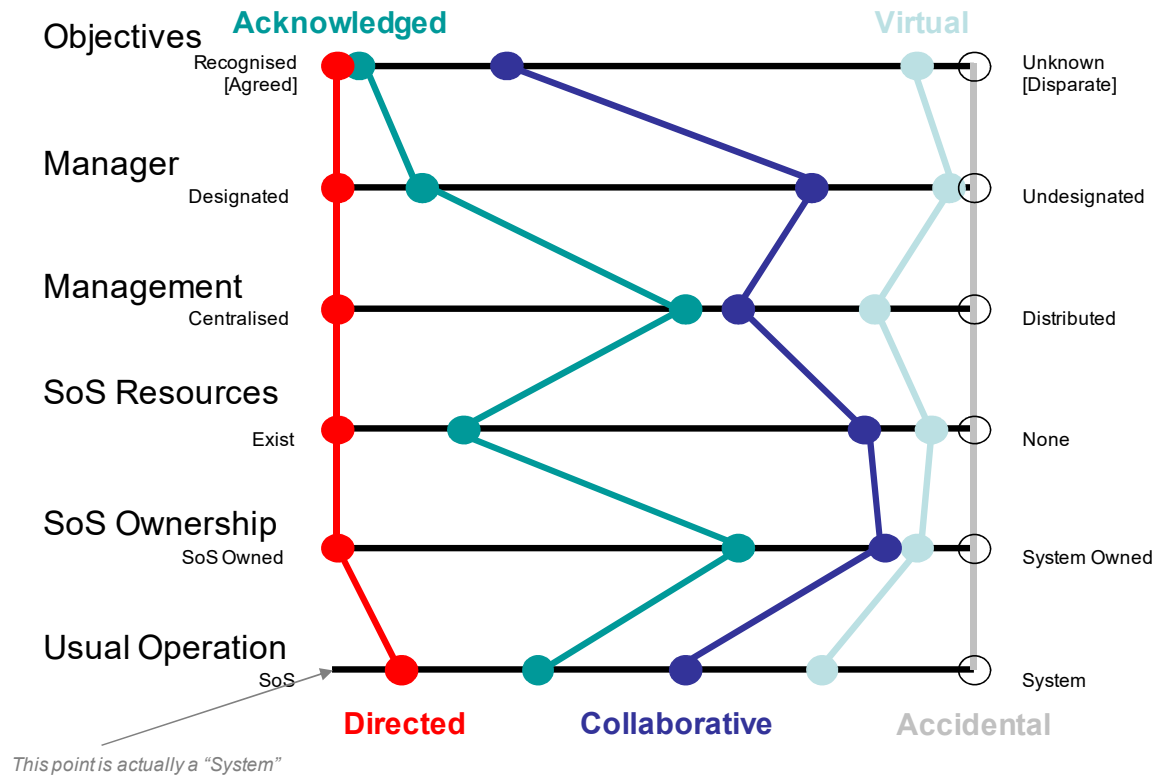 Acknowledged
Virtual
Objectives
Recognised
[Agreed]
Unknown
[Disparate]
Manager
Designated
Undesignated
Management
Centralised
Distributed
SoS Resources
Exist
None
SoS Ownership
SoS Owned
System Owned
Usual Operation
SoS
System
Directed
Collaborative
Accidental
This point is actually a “System”